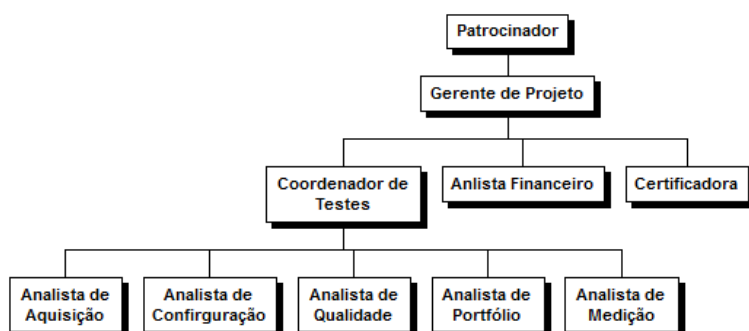 Patrocinador
Gerente de Projeto
Coordenador de
Testes
Anlista Financeiro
Certificadora
Analista de
Aquisição
Analista de
Confirguração
Analista de
Qualidade
Analista de
Portfólio
Analista de
Medição